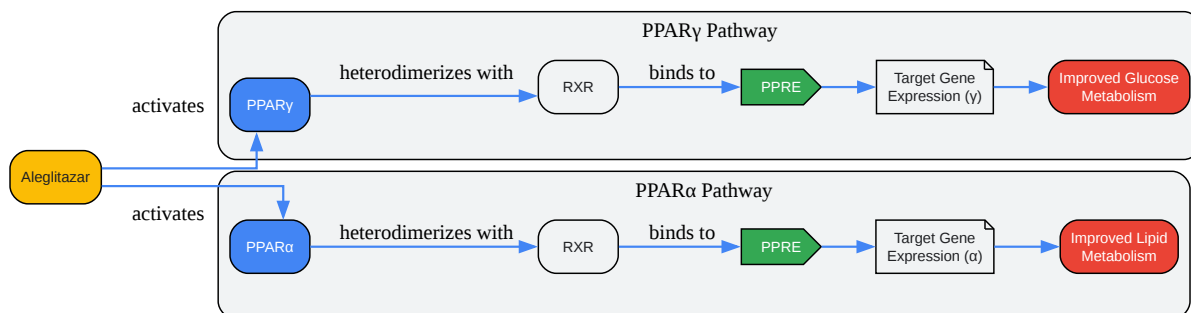 PPARγ Pathway
heterodimerizes with
binds to
activates
PPARγ
RXR
PPRE
Target Gene
Expression (γ)
Improved Glucose
Metabolism
Aleglitazar
PPARα Pathway
activates
heterodimerizes with
binds to
PPARα
RXR
PPRE
Target Gene
Expression (α)
Improved Lipid
Metabolism